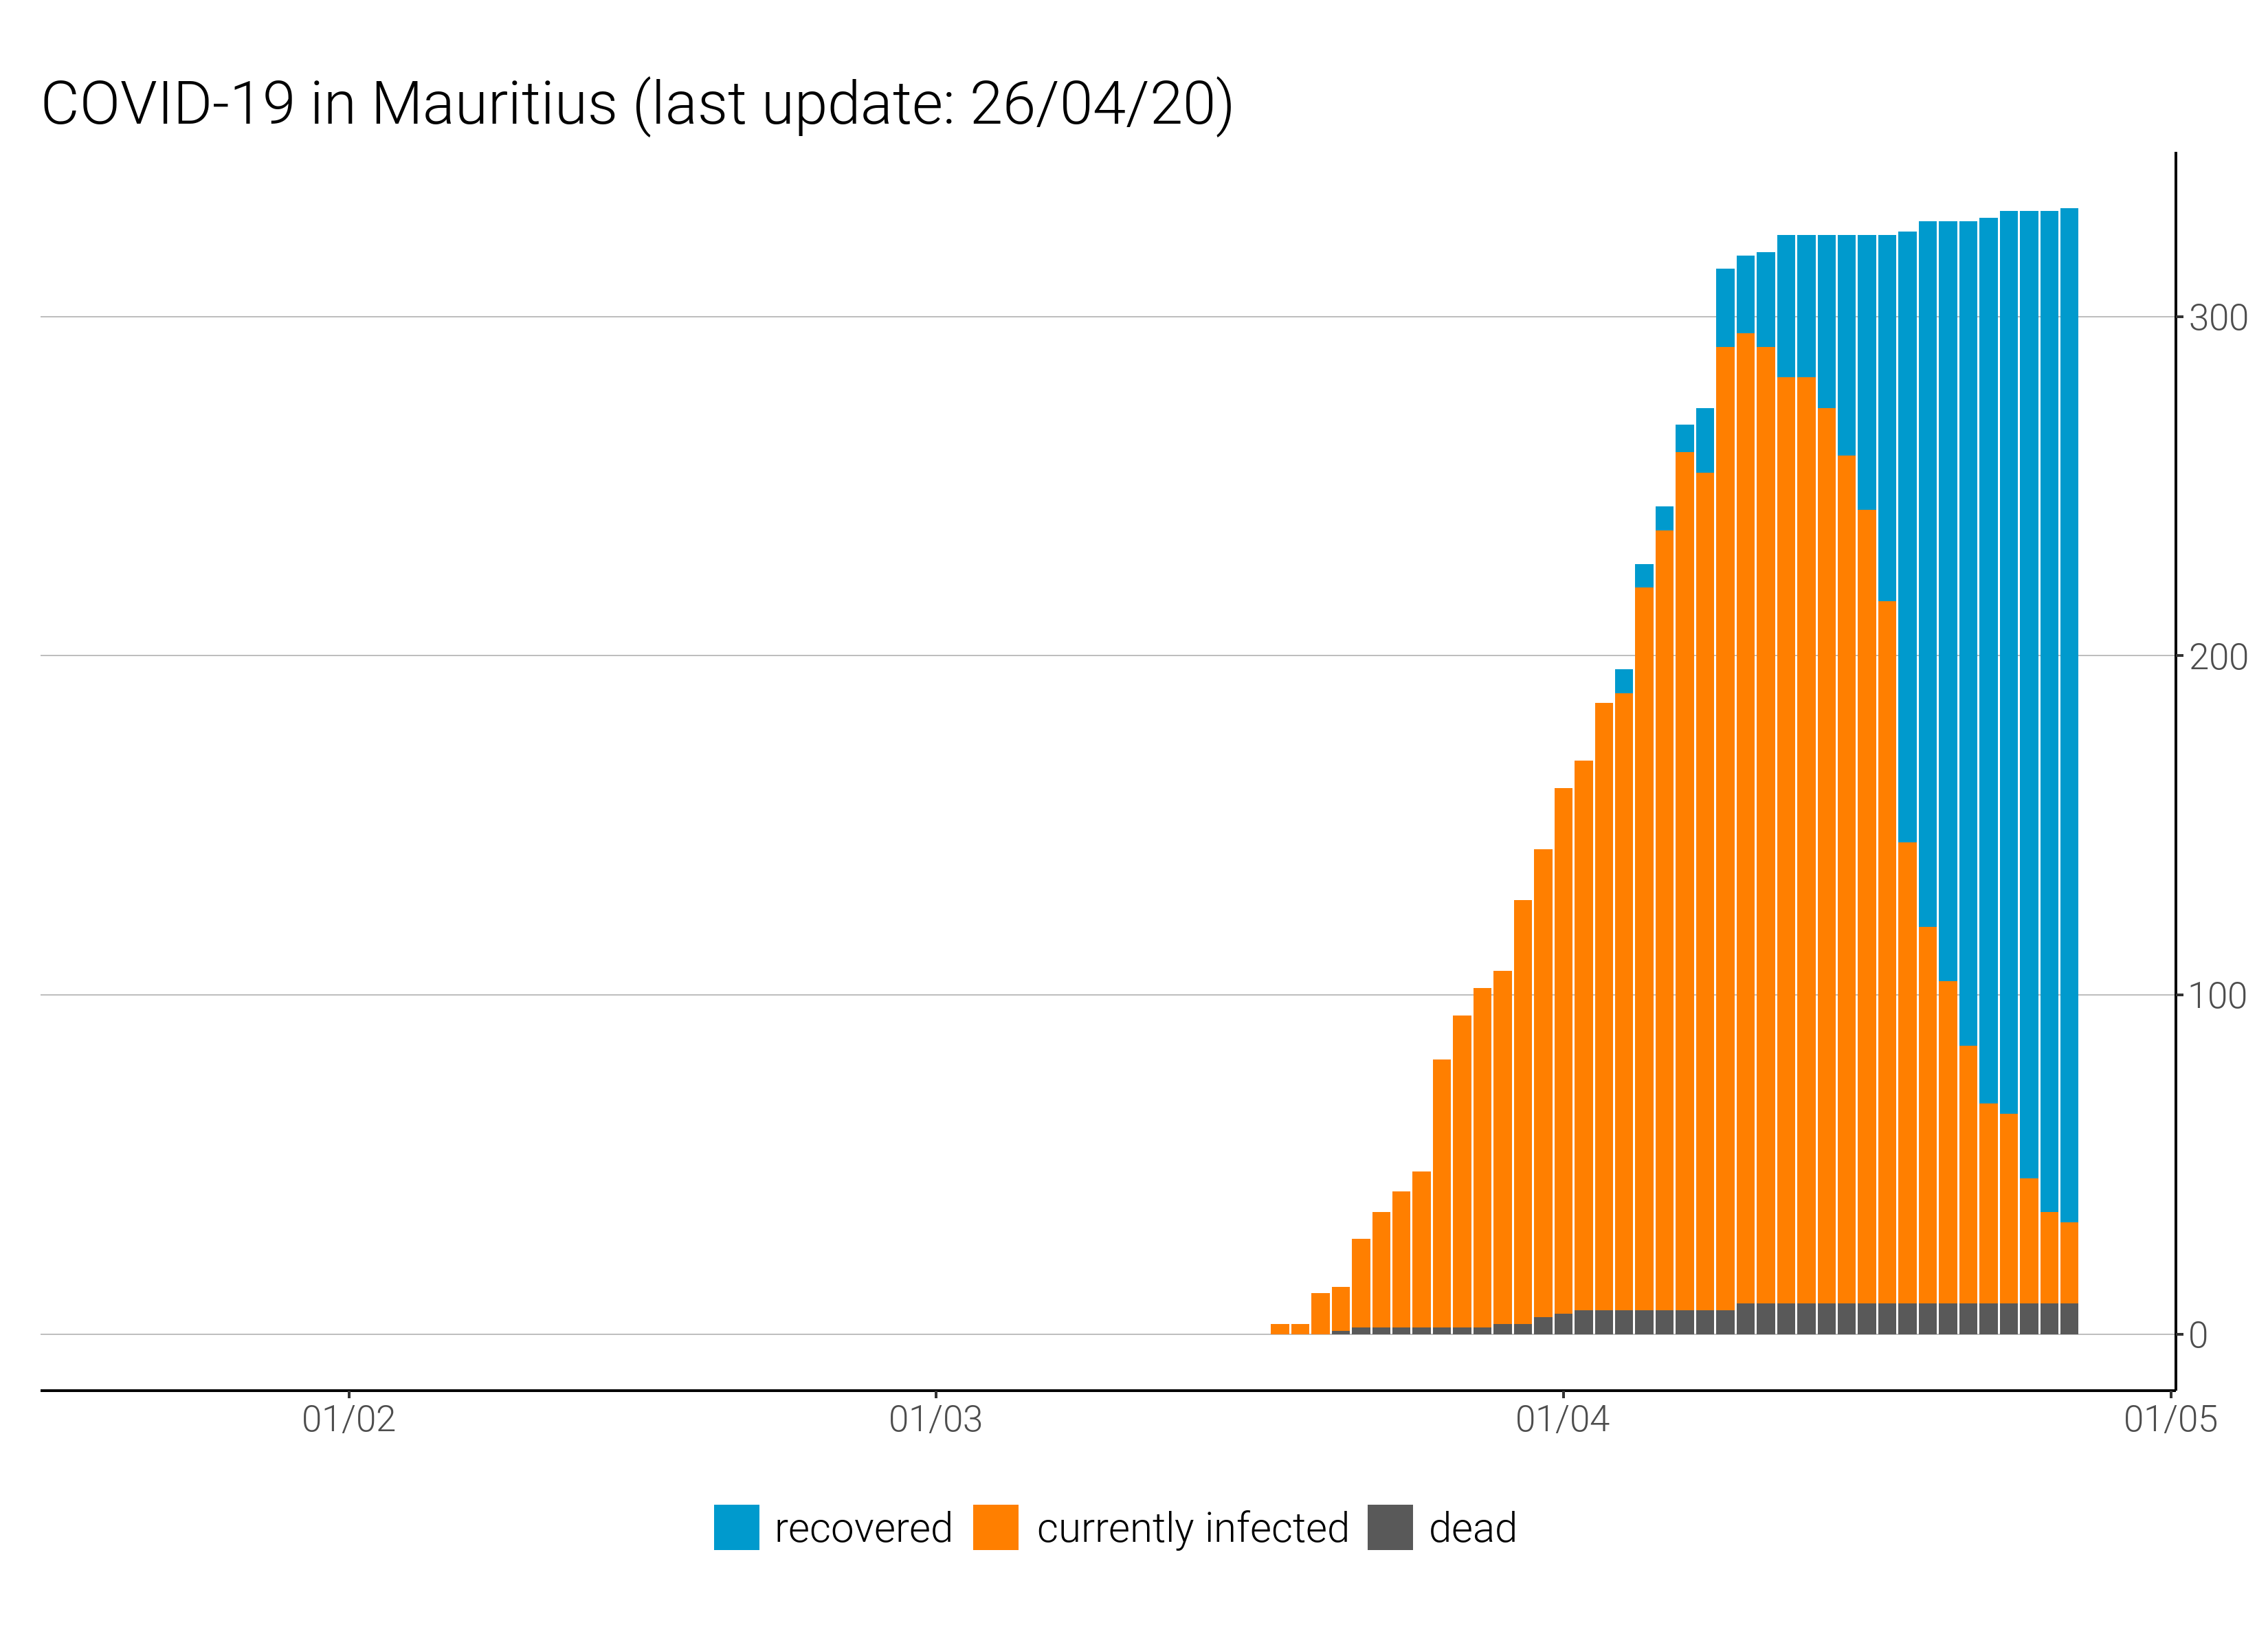 COVID-19 in Mauritius (last update: 26/04/20)
300
200
100
0
01/02 01/03 01/04 01/05
recovered currently infected dead